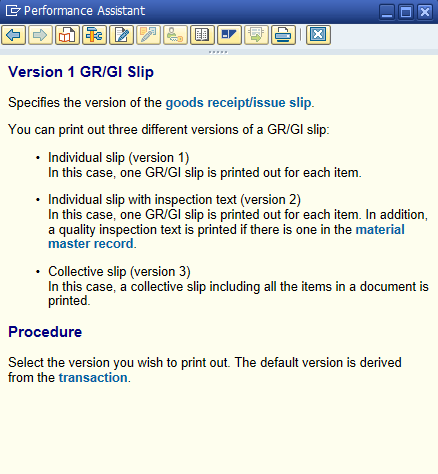 Performance Assistant
Version 1 GR/GI Slip
Specifies the version of the goods receipt/issue slip.
You can print out three different versions of a GR/GI slip:
• Individual slip (version 1)
In this case, one GR/GI slip is printed out for each item.
• Individual slip with inspection text (version 2)
In this case, one GR/GI slip is printed out for each item. In addition,
a quality inspection text is printed if there is one in the material
master record.
• Collective slip (version 3)
In this case, a collective slip including all the items in a document is
printed.
Procedure
Select the version you wish to print out. The default version is derived
from the transaction.